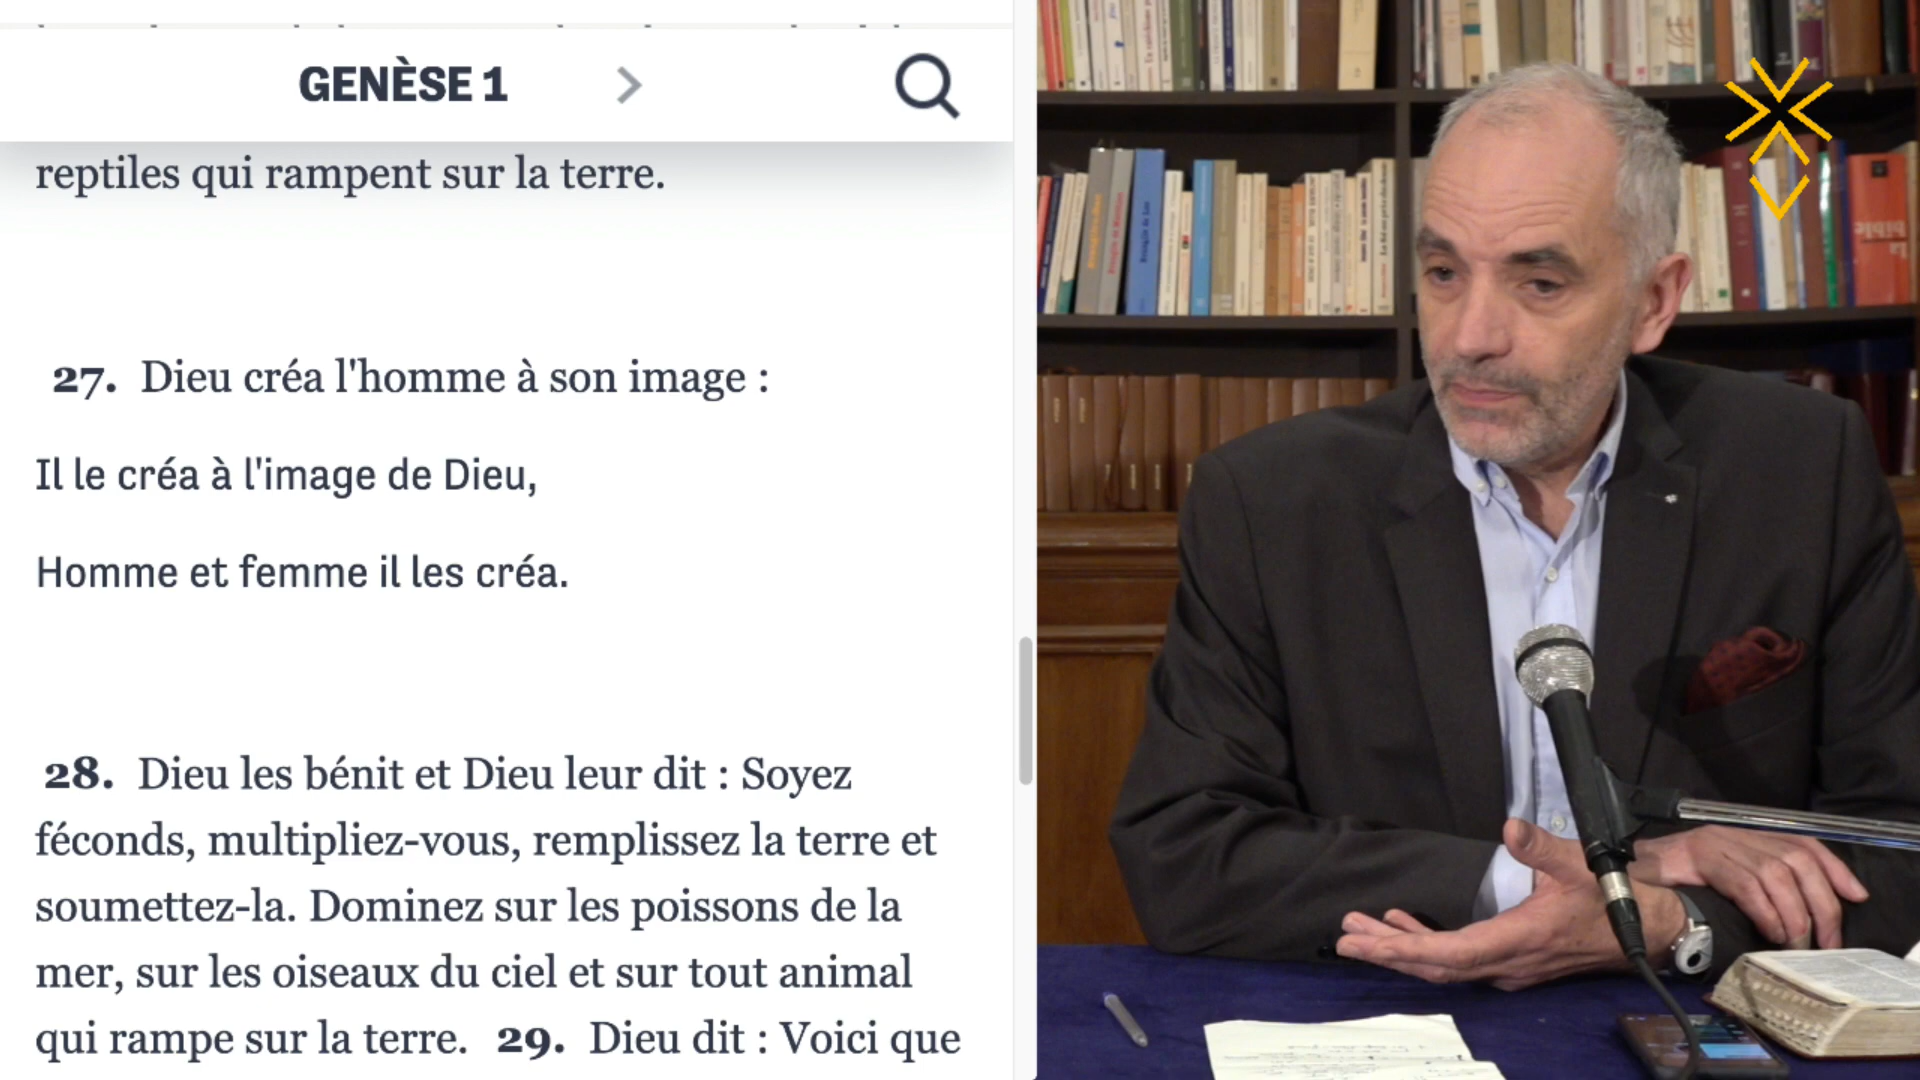 GENÈSE 1
reptiles qui rampent sur la terre.
27. Dieu créa l'homme à son image :
Il le créa à l'image de Dieu,
Homme et femme il les créa.
28. Dieu les bénit et Dieu leur dit : Soyez
féconds, multipliez-vous, remplissez la terre et
soumettez-la. Dominez sur les poissons de la
mer, sur les oiseaux du ciel et sur tout animal
qui rampe sur la terre. 29. Dieu dit : Voici que
la bible